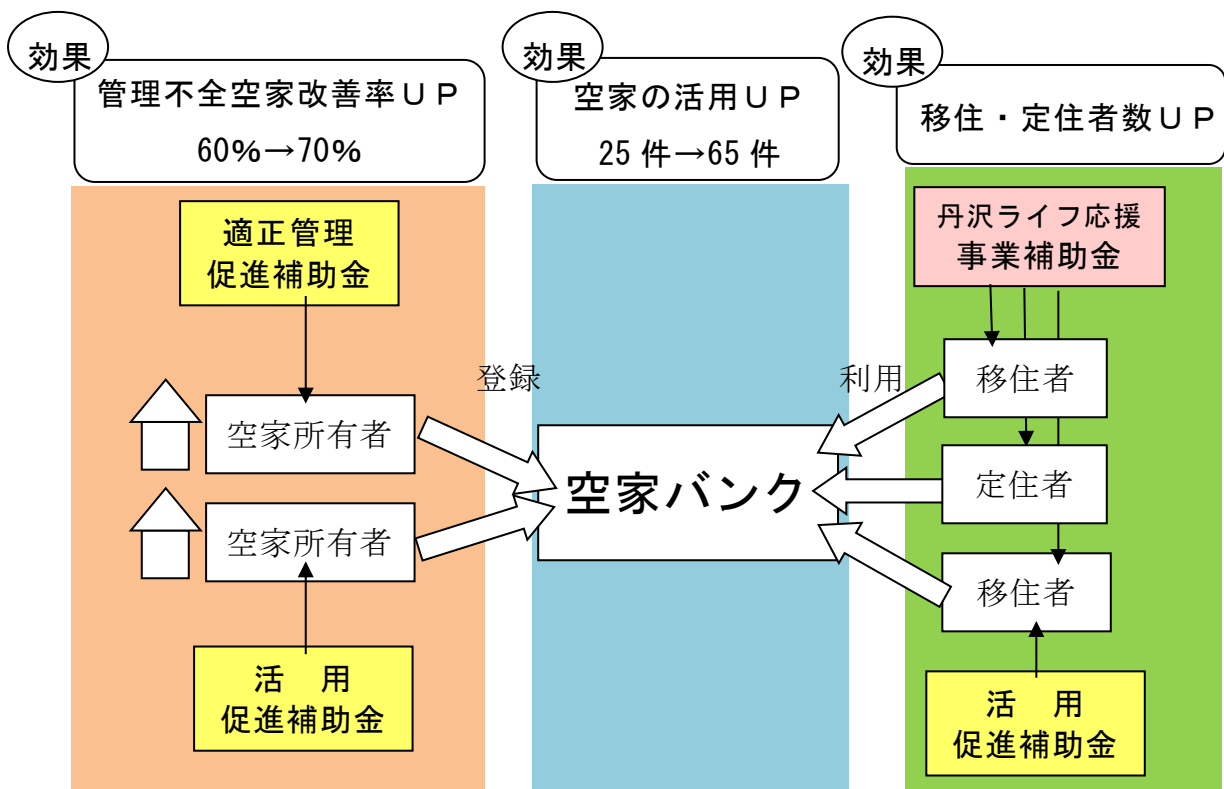 効果
管理不全空家改善率ＵＰ
60%→70%
効果
空家の活用ＵＰ
25 件→65 件
効果
移住・定住者数ＵＰ
適正管理
促進補助金
登録
空家所有者
空家所有者
活　用
促進補助金
空家バンク
丹沢ライフ応援
事業補助金
利用
移住者
定住者
移住者
活　用
促進補助金